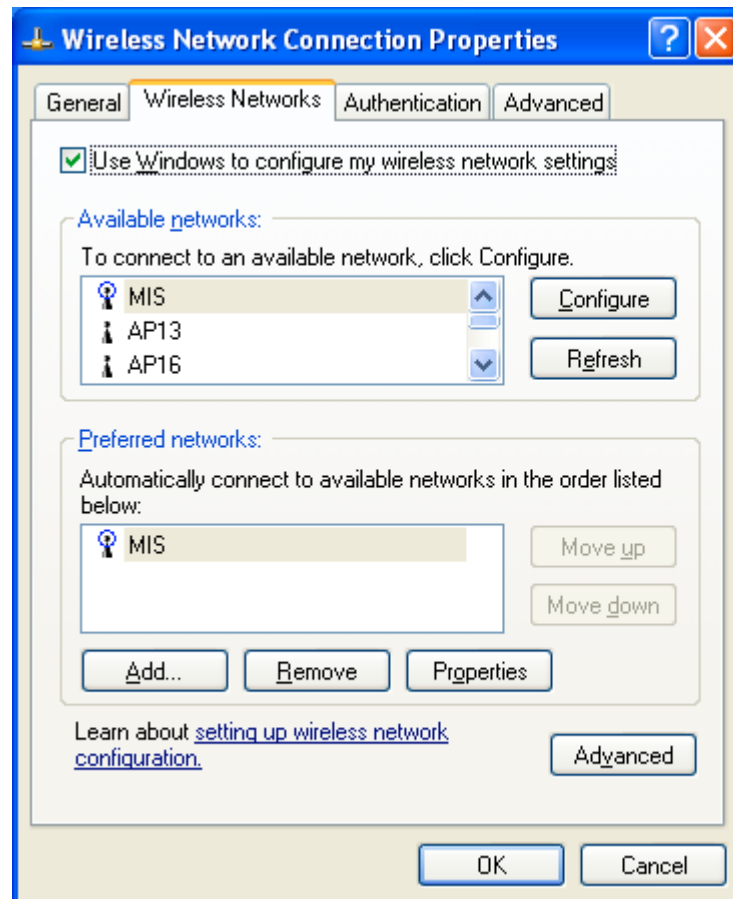 Wireless Network Connection Properties
General Wireless Networks Authentication Advanced
Use Windows to configure my wireless network settings
Available networks:
To connect to an available network, click Configure.
MIS
AP13
AP16
Configure
Refresh
Preferred networks:
Automatically connect to available networks in the order listed
below:
MIS
Move up
Move down
Add... Remove Properties
Learn about setting up wireless network
configuration.
Advanced
OK Cancel